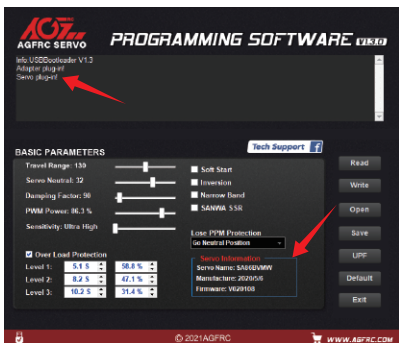 AGFRC SERVO
PROGRAMMING SOFTWARE V1.3.0
Info:USBBootloader V1.3
Adapter plug-in!
Servo plug-in!
Tech Support f
BASIC PARAMETERS
Travel Range: 130
Servo Neutral: 32
Damping Factor: 90
PWM Power: 86.3 %
Sensitivity: Ultra High
Soft Start
Inversion
Narrow Band
SANWA SSR
Lose PPM Protection
Go Neutral Position
Over Load Protection
Level 1: 5.1 S 58.8 %
Level 2: 8.2 S 47.1 %
Level 3: 10.2 S 31.4 %
Servo Information
Servo Name: SA86BVMW
Manufacture: 2020/5/6
Firmware: V020108
Read
Write
Open
Save
UPF
Default
Exit
© 2021AGFRC
WWW.AGFRC.COM